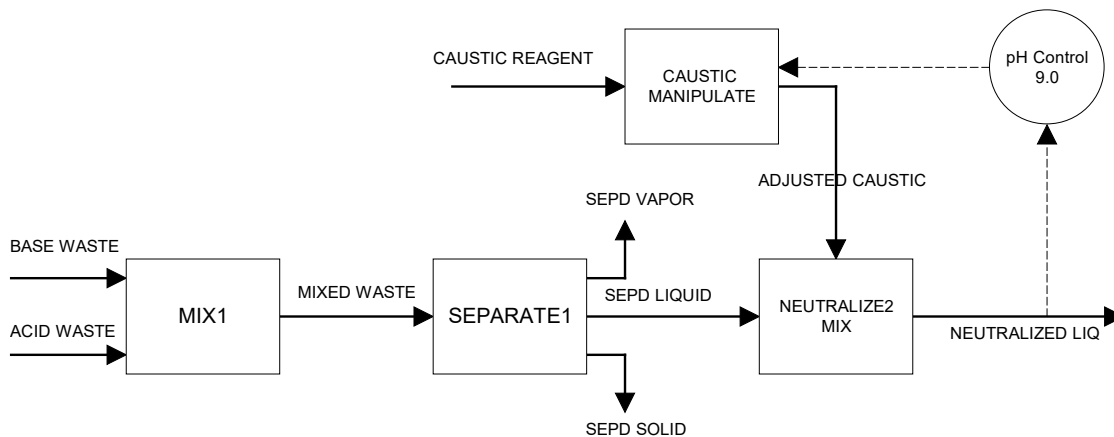 CAUSTIC REAGENT
CAUSTIC
MANIPULATE
pH Control
9.0
ADJUSTED CAUSTIC
SEPD VAPOR
BASE WASTE
MIX1
MIXED WASTE
SEPARATE1
SEPD LIQUID
NEUTRALIZE2
MIX
ACID WASTE
NEUTRALIZED LIQ
SEPD SOLID